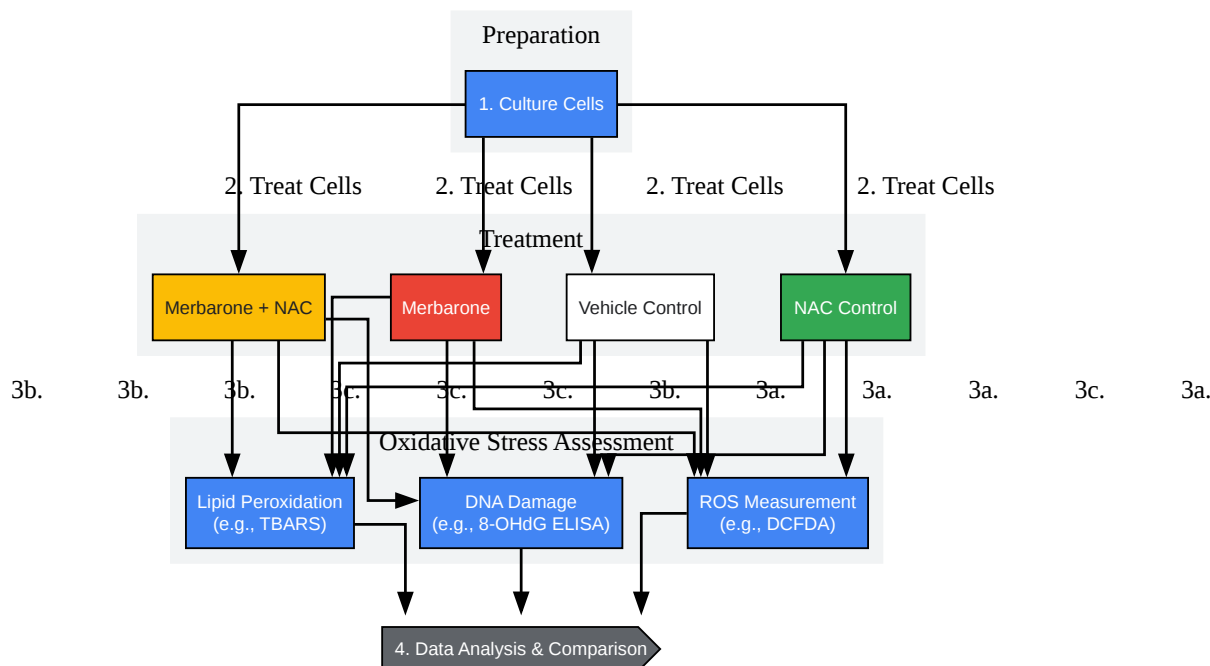 Preparation
1. Culture Cells
2. Treat Cells
2. Treat Cells
2. Treat Cells
2. Treat Cells
Treatment
Merbarone + NAC
Merbarone
Vehicle Control
NAC Control
3b.
3b.
3b.
3c.
3c.
3c.
3b.
3a.
3a.
3a.
3c.
3a.
Oxidative Stress Assessment
Lipid Peroxidation
(e.g., TBARS)
DNA Damage
(e.g., 8-OHdG ELISA)
ROS Measurement
(e.g., DCFDA)
4. Data Analysis & Comparison